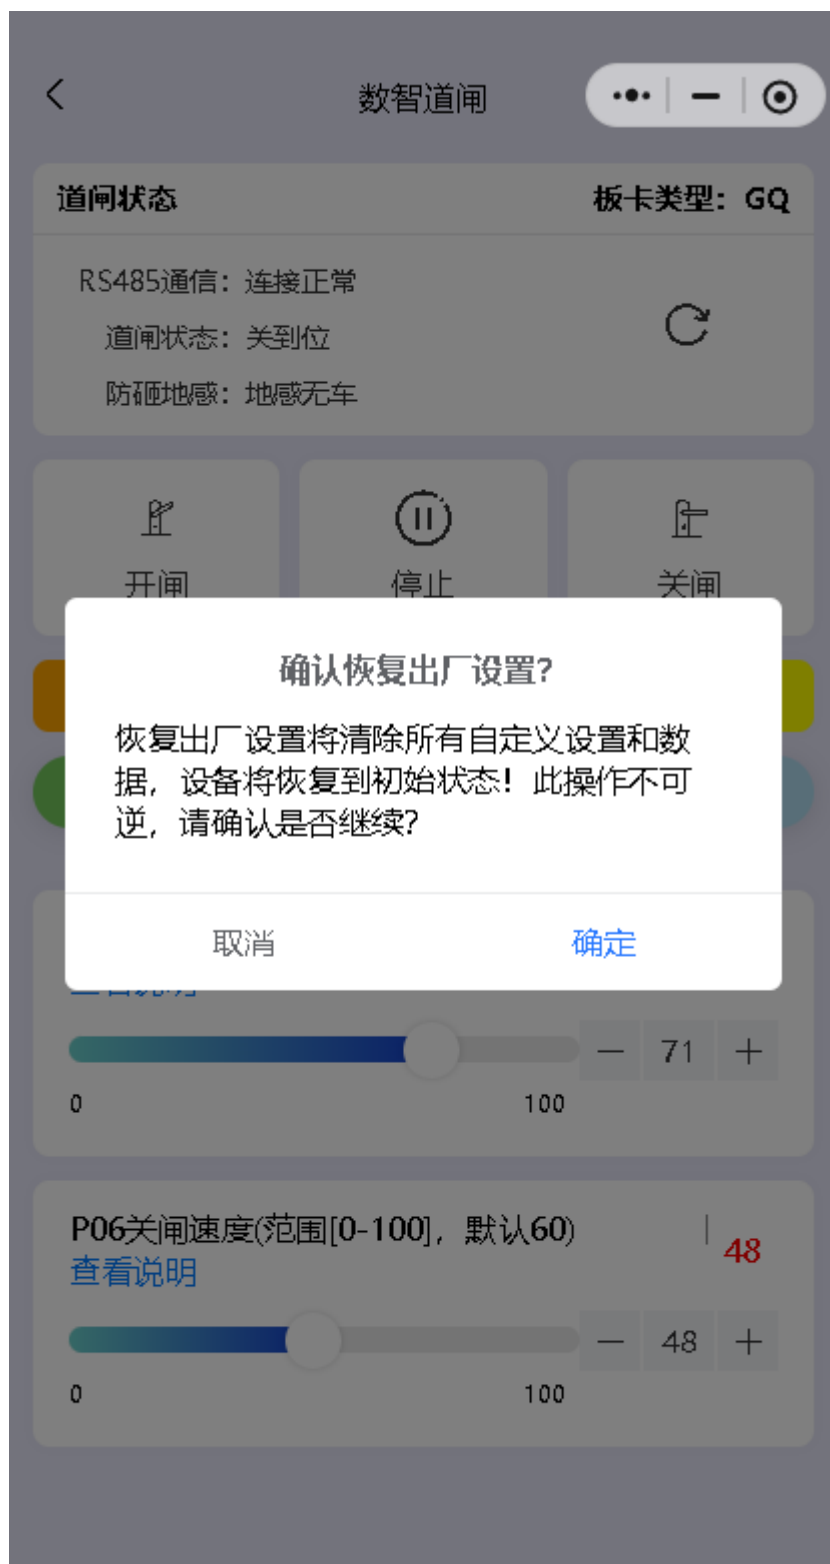 数智道闸
道闸状态 板卡类型：GQ
RS485通信：连接正常
道闸状态：关到位
防砸地感：地感无车
开闸 停止 关闸
确认恢复出厂设置?
恢复出厂设置将清除所有自定义设置和数
据，设备将恢复到初始状态！此操作不可
逆，请确认是否继续?
取消 确定
查看说明
71
0 100
P06关闸速度(范围[0-100]，默认60) 48
查看说明
48
0 100